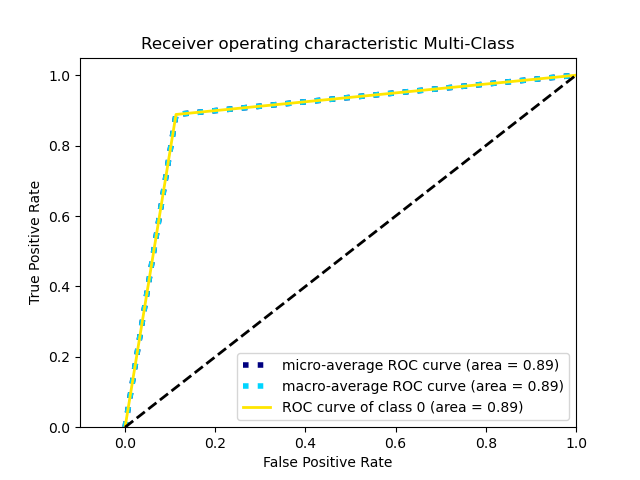 Receiver operating characteristic Multi-Class
1.0
0.8
0.6
0.4
0.2
0.0
True Positive Rate
micro-average ROC curve (area = 0.89)
macro-average ROC curve (area = 0.89)
ROC curve of class 0 (area = 0.89)
0.0 0.2 0.4 0.6 0.8 1.0
False Positive Rate